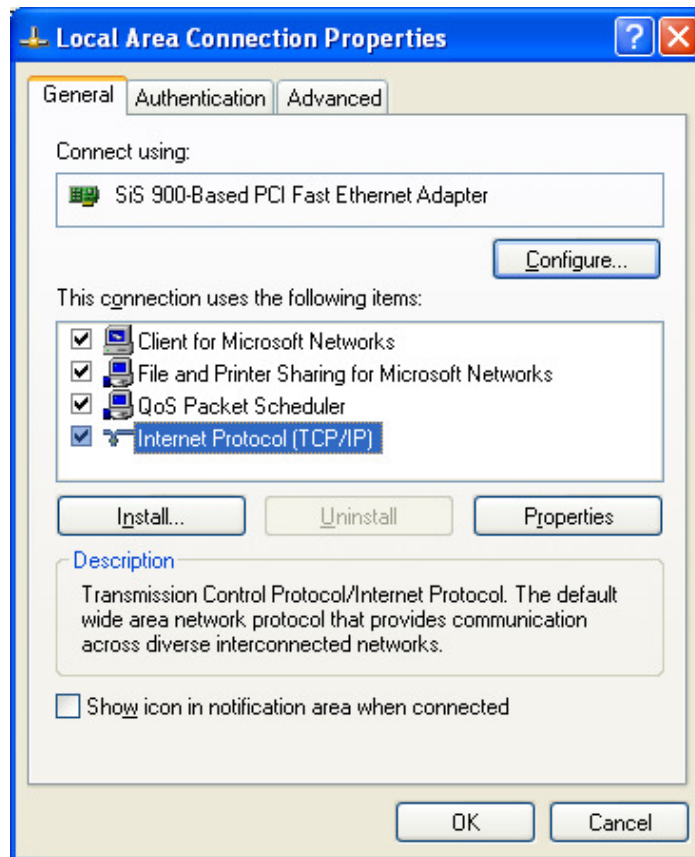 Local Area Connection Properties
General Authentication Advanced
Connect using:
SiS 900-Based PCI Fast Ethernet Adapter
Configure...
This connection uses the following items:
Client for Microsoft Networks
File and Printer Sharing for Microsoft Networks
QoS Packet Scheduler
Internet Protocol (TCP/IP)
Install... Uninstall Properties
Description
Transmission Control Protocol/Internet Protocol. The default
wide area network protocol that provides communication
across diverse interconnected networks.
Show icon in notification area when connected
OK Cancel